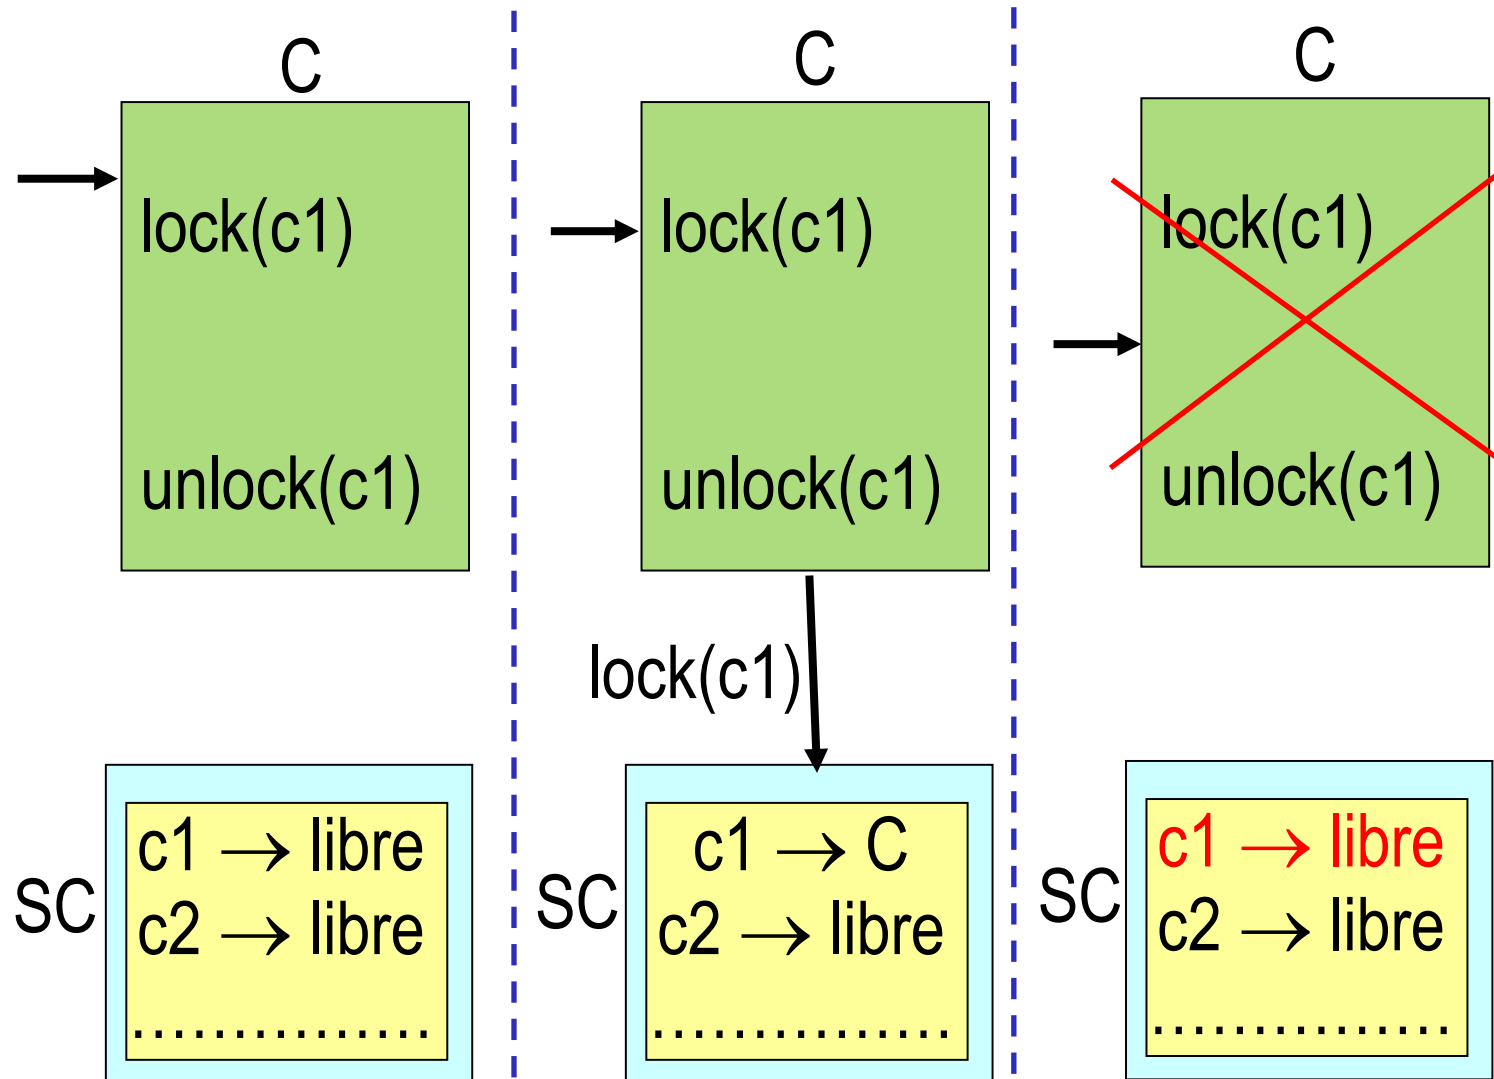 C
lock(c1)
unlock(c1)
SC
c1 → libre
c2 → libre
...............
C
lock(c1)
unlock(c1)
lock(c1)
SC
c1 → C
c2 → libre
...............
C
lock(c1)
unlock(c1)
SC
c1 → libre
c2 → libre
...............